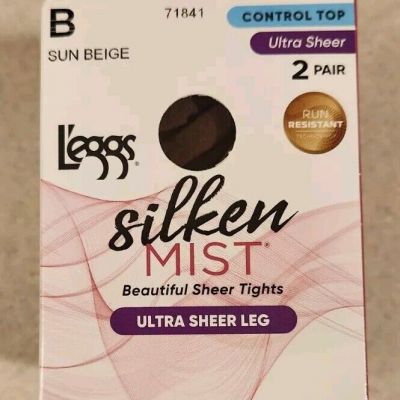 B
71841
CONTROL TOP
SUN BEIGE
Ultra Sheer
2 PAIR
RUN
RESISTANT
TECHNOLOGY
L'eggs®
silken
MIST®
Beautiful Sheer Tights
ULTRA SHEER LEG